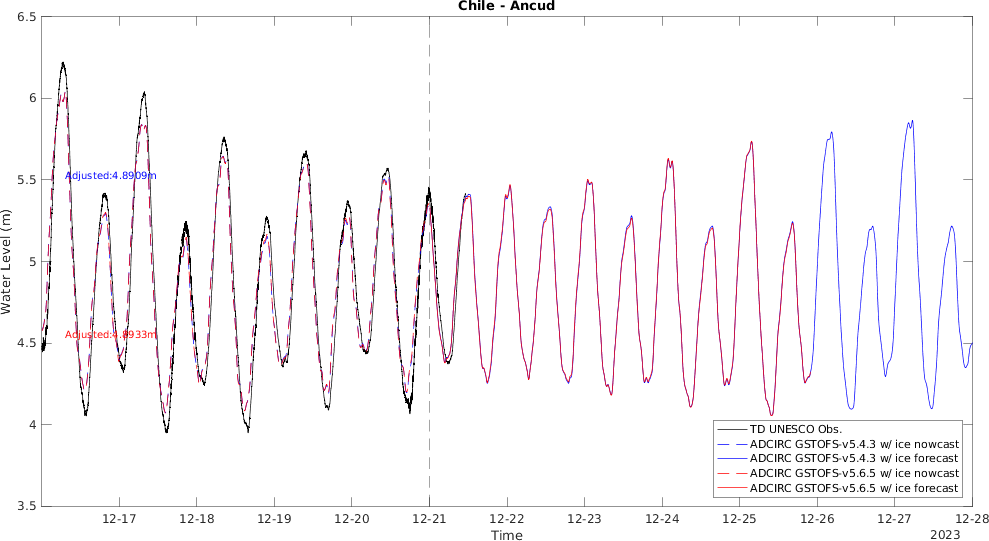 Chile - Ancud
6.5
6
5.5
5
4.5
4
3.5
Water Level (m)
Adjusted:4.8909m
Adjusted:4.8933m
TD UNESCO Obs.
ADCIRC GSTOFS-v5.4.3 w/ ice nowcast
ADCIRC GSTOFS-v5.4.3 w/ ice forecast
ADCIRC GSTOFS-v5.6.5 w/ ice nowcast
ADCIRC GSTOFS-v5.6.5 w/ ice forecast
12-17 12-18 12-19 12-20 12-21 12-22 12-23 12-24 12-25 12-26 12-27 12-28
Time
2023